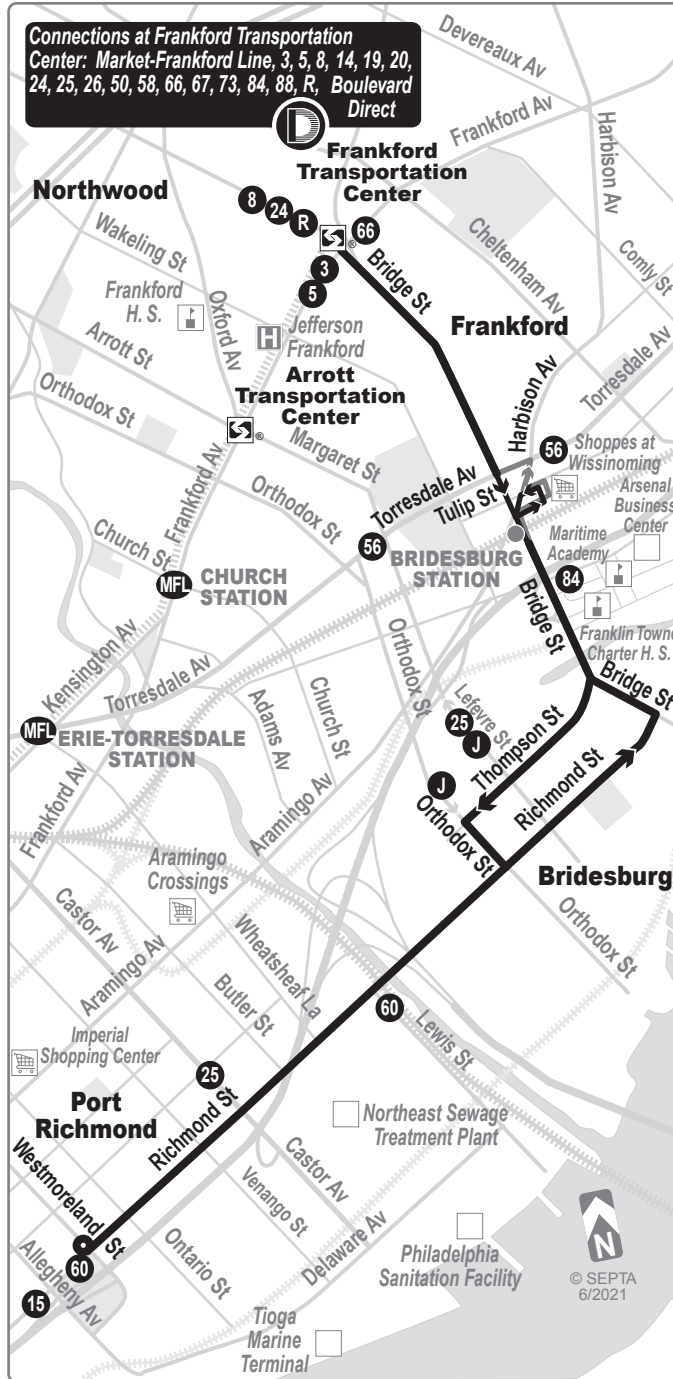 Connections at Frankford Transportation
Center: Market-Frankford Line, 3, 5, 8, 14, 19, 20,
24, 25, 26, 50, 58, 66, 67, 73, 84, 88, R, Boulevard
Direct
Devereaux Av
Frankford Av
Harbison Av
Frankford
Transportation
Center
Northwood
8
24
R
66
Wakeling St
3
5
Bridge St
Cheltenham Av
Comly St
Frankford
H. S.
Oxford Av
H
Jefferson
Frankford
Frankford
Arrott St
Arrott
Transportation
Center
Harbison Av
Torresdale Av
Orthodox St
Margaret St
56
Shoppes at
Wissinoming
Frankford Av
Orthodox St
Torresdale Av
Tulip St
Arsenal
Business
Center
Church St
56
BRIDESBURG
STATION
Maritime
Academy
MFL
CHURCH
STATION
84
Kensington Av
Bridge St
Franklin Towne
Charter H. S.
Torresdale Av
Orthodox St
Bridge St
Adams Av
Church St
Lefevre St
25
J
Thompson St
MFL
ERIE-TORRESDALE
STATION
Richmond St
J
Frankford Av
Aramingo Av
Orthodox St
Aramingo
Crossings
Bridesburg
Castor Av
Orthodox St
Aramingo Av
Wheatsheaf La
Butler St
60
Lewis St
Imperial
Shopping Center
25
Port
Richmond
Richmond St
Northeast Sewage
Treatment Plant
Westmoreland St
Castor Av
Venango St
Delaware Av
N
60
Allegheny Av
Ontario St
Philadelphia
Sanitation Facility
© SEPTA
6/2021
15
Tioga
Marine
Terminal